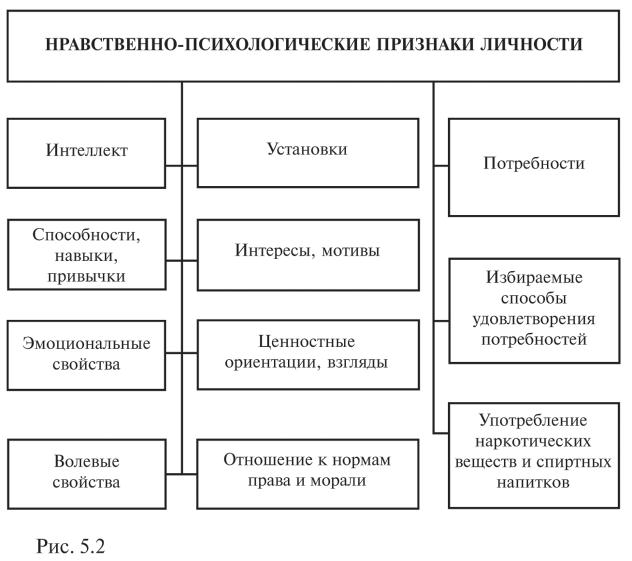 НРАВСТВЕННО-ПСИХОЛОГИЧЕСКИЕ ПРИЗНАКИ ЛИЧНОСТИ
Интеллект
Установки
Потребности
Способности,
навыки,
привычки
Интересы, мотивы
Избираемые
способы
удовлетворения
потребностей
Эмоциональные
свойства
Ценностные
ориентации, взгляды
Употребление
наркотических
веществ и спиртных
напитков
Волевые
свойства
Отношение к нормам
права и морали
Рис. 5.2